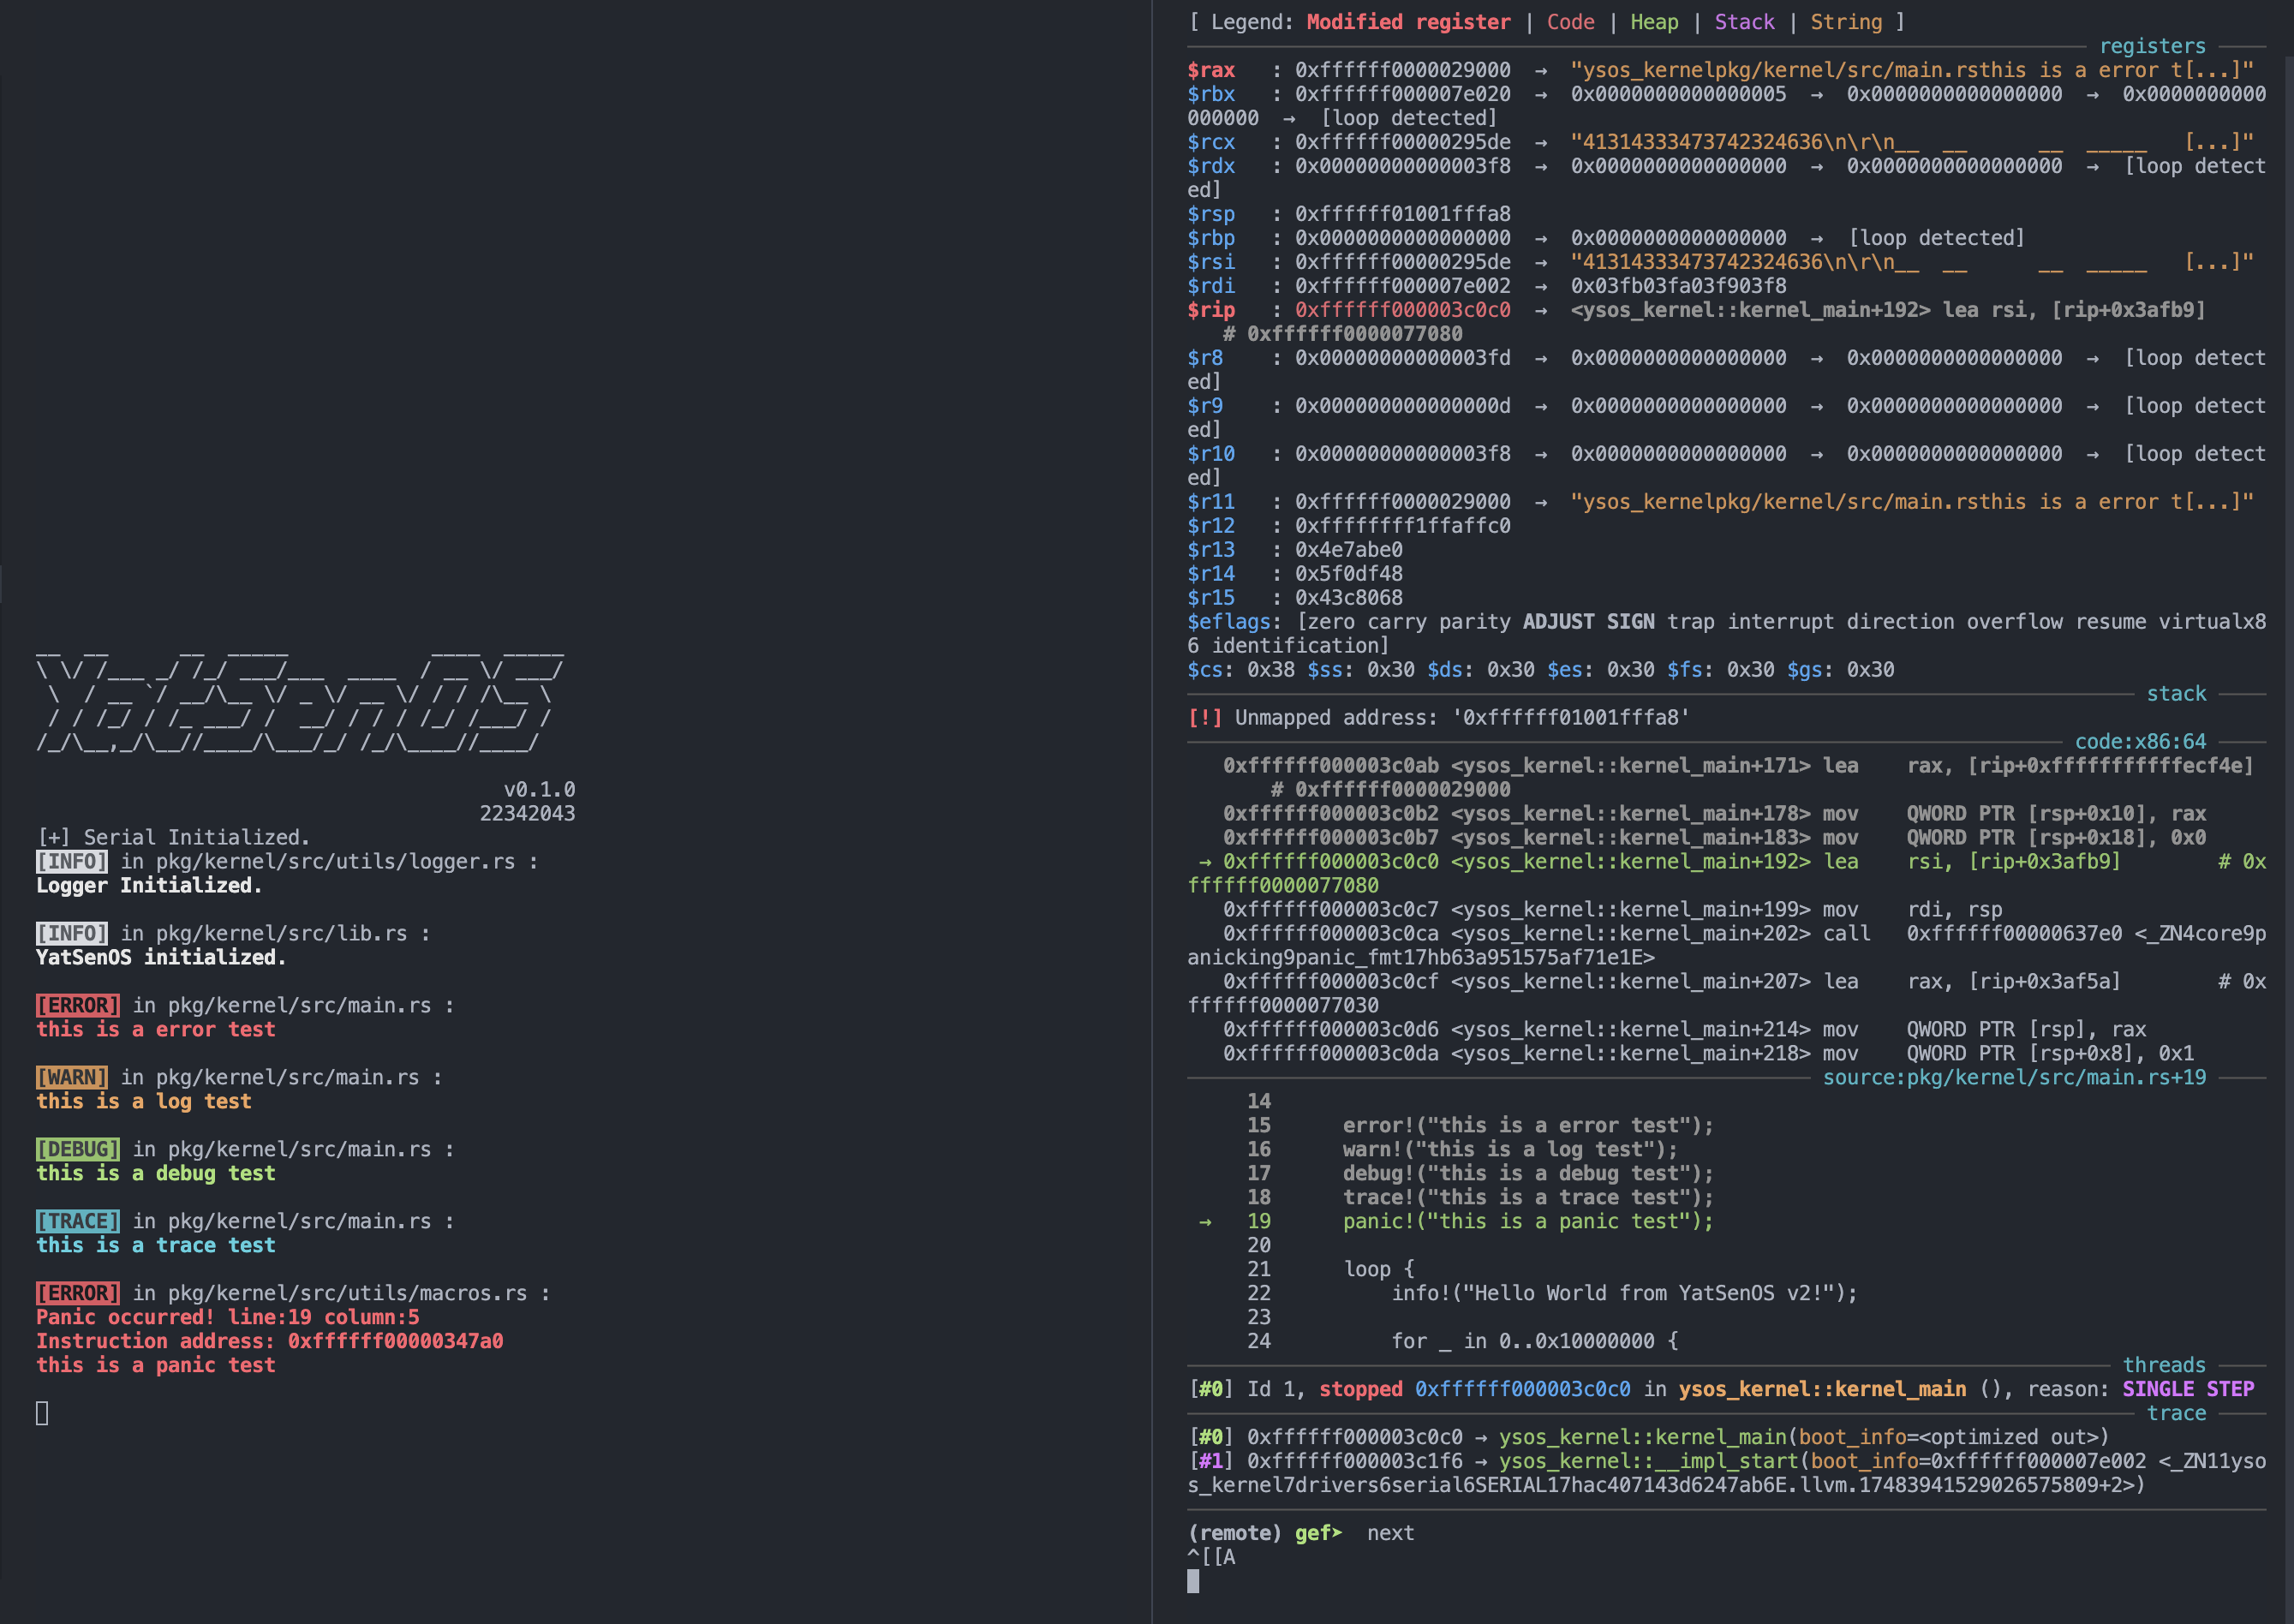 __  __      __  _____            ____  _____
\ \/ /___ _/ /_/ ___/___  ____  / __ \/ ___/
 \  / __ `/ __/\__ \/ _ \/ __ \/ / / /\__ \
 / / /_/ / /_ ___/ /  __/ / / / /_/ /___/ /
/_/\__,_/\__//____/\___/_/ /_/\____//____/
v0.1.0
22342043
[+] Serial Initialized.
[INFO] in pkg/kernel/src/utils/logger.rs :
Logger Initialized.
[INFO] in pkg/kernel/src/lib.rs :
YatSenOS initialized.
[ERROR] in pkg/kernel/src/main.rs :
this is a error test
[WARN] in pkg/kernel/src/main.rs :
this is a log test
[DEBUG] in pkg/kernel/src/main.rs :
this is a debug test
[TRACE] in pkg/kernel/src/main.rs :
this is a trace test
[ERROR] in pkg/kernel/src/utils/macros.rs :
Panic occurred! line:19 column:5
Instruction address: 0xffffff00000347a0
this is a panic test
[ Legend: Modified register | Code | Heap | Stack | String ]
registers
$rax   : 0xffffff0000029000  →  "ysos_kernelpkg/kernel/src/main.rsthis is a error t[...]"
$rbx   : 0xffffff000007e020  →  0x0000000000000005  →  0x0000000000000000  →  0x0000000000
000000  →  [loop detected]
$rcx   : 0xffffff00000295de  →  "41314333473742324636\n\r\n__  __      __  _____   [...]"
$rdx   : 0x00000000000003f8  →  0x0000000000000000  →  0x0000000000000000  →  [loop detect
ed]
$rsp   : 0xffffff01001fffa8
$rbp   : 0x0000000000000000  →  0x0000000000000000  →  [loop detected]
$rsi   : 0xffffff00000295de  →  "41314333473742324636\n\r\n__  __      __  _____   [...]"
$rdi   : 0xffffff000007e002  →  0x03fb03fa03f903f8
$rip   : 0xffffff000003c0c0  →  <ysos_kernel::kernel_main+192> lea rsi, [rip+0x3afb9]
# 0xffffff0000077080
$r8    : 0x00000000000003fd  →  0x0000000000000000  →  0x0000000000000000  →  [loop detect
ed]
$r9    : 0x000000000000000d  →  0x0000000000000000  →  0x0000000000000000  →  [loop detect
ed]
$r10   : 0x00000000000003f8  →  0x0000000000000000  →  0x0000000000000000  →  [loop detect
ed]
$r11   : 0xffffff0000029000  →  "ysos_kernelpkg/kernel/src/main.rsthis is a error t[...]"
$r12   : 0xffffffff1ffaffc0
$r13   : 0x4e7abe0
$r14   : 0x5f0df48
$r15   : 0x43c8068
$eflags: [zero carry parity ADJUST SIGN trap interrupt direction overflow resume virtualx8
6 identification]
$cs: 0x38 $ss: 0x30 $ds: 0x30 $es: 0x30 $fs: 0x30 $gs: 0x30
stack
[!] Unmapped address: '0xffffff01001fffa8'
code:x86:64
0xffffff000003c0ab <ysos_kernel::kernel_main+171> lea    rax, [rip+0xfffffffffffecf4e]
# 0xffffff0000029000
0xffffff000003c0b2 <ysos_kernel::kernel_main+178> mov    QWORD PTR [rsp+0x10], rax
0xffffff000003c0b7 <ysos_kernel::kernel_main+183> mov    QWORD PTR [rsp+0x18], 0x0
→ 0xffffff000003c0c0 <ysos_kernel::kernel_main+192> lea    rsi, [rip+0x3afb9]        # 0x
ffffff0000077080
0xffffff000003c0c7 <ysos_kernel::kernel_main+199> mov    rdi, rsp
0xffffff000003c0ca <ysos_kernel::kernel_main+202> call   0xffffff00000637e0 <_ZN4core9p
anicking9panic_fmt17hb63a951575af71e1E>
0xffffff000003c0cf <ysos_kernel::kernel_main+207> lea    rax, [rip+0x3af5a]        # 0x
ffffff0000077030
0xffffff000003c0d6 <ysos_kernel::kernel_main+214> mov    QWORD PTR [rsp], rax
0xffffff000003c0da <ysos_kernel::kernel_main+218> mov    QWORD PTR [rsp+0x8], 0x1
source:pkg/kernel/src/main.rs+19
14
15      error!("this is a error test");
16      warn!("this is a log test");
17      debug!("this is a debug test");
18      trace!("this is a trace test");
→   19      panic!("this is a panic test");
20
21      loop {
22          info!("Hello World from YatSenOS v2!");
23
24          for _ in 0..0x10000000 {
threads
[#0] Id 1, stopped 0xffffff000003c0c0 in ysos_kernel::kernel_main (), reason: SINGLE STEP
trace
[#0] 0xffffff000003c0c0 → ysos_kernel::kernel_main(boot_info=<optimized out>)
[#1] 0xffffff000003c1f6 → ysos_kernel::__impl_start(boot_info=0xffffff000007e002 <_ZN11yso
s_kernel7drivers6serial6SERIAL17hac407143d6247ab6E.llvm.17483941529026575809+2>)
(remote) gef➤  next
^[[A